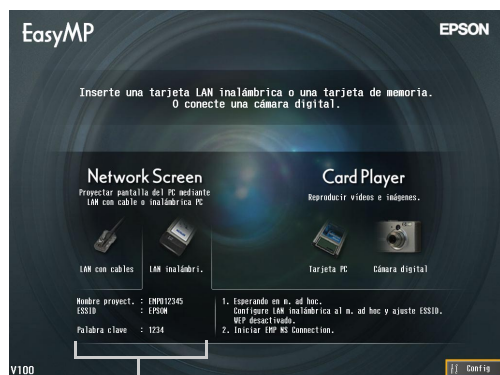 EasyMP
EPSON
Inserte una tarjeta LAN inalámbrica o una tarjeta de memoria.
O conecte una cámara digital.
Network Screen
Proyectar pantalla del PC mediante
LAN con cable o inalámbrica PC
LAN con cables
LAN inalámbri.
Card Player
Reproducir vídeos e imágenes.
Tarjeta PC
Cámara digital
Nombre proyect. : EMP012345
ESSID : EPSON
Palabra clave : 1234
1. Esperando en m. ad hoc.
Configure LAN inalámbrica al m. ad hoc y ajuste ESSID.
WEP desactivado.
2. Iniciar EMP NS Connection.
V100
Config